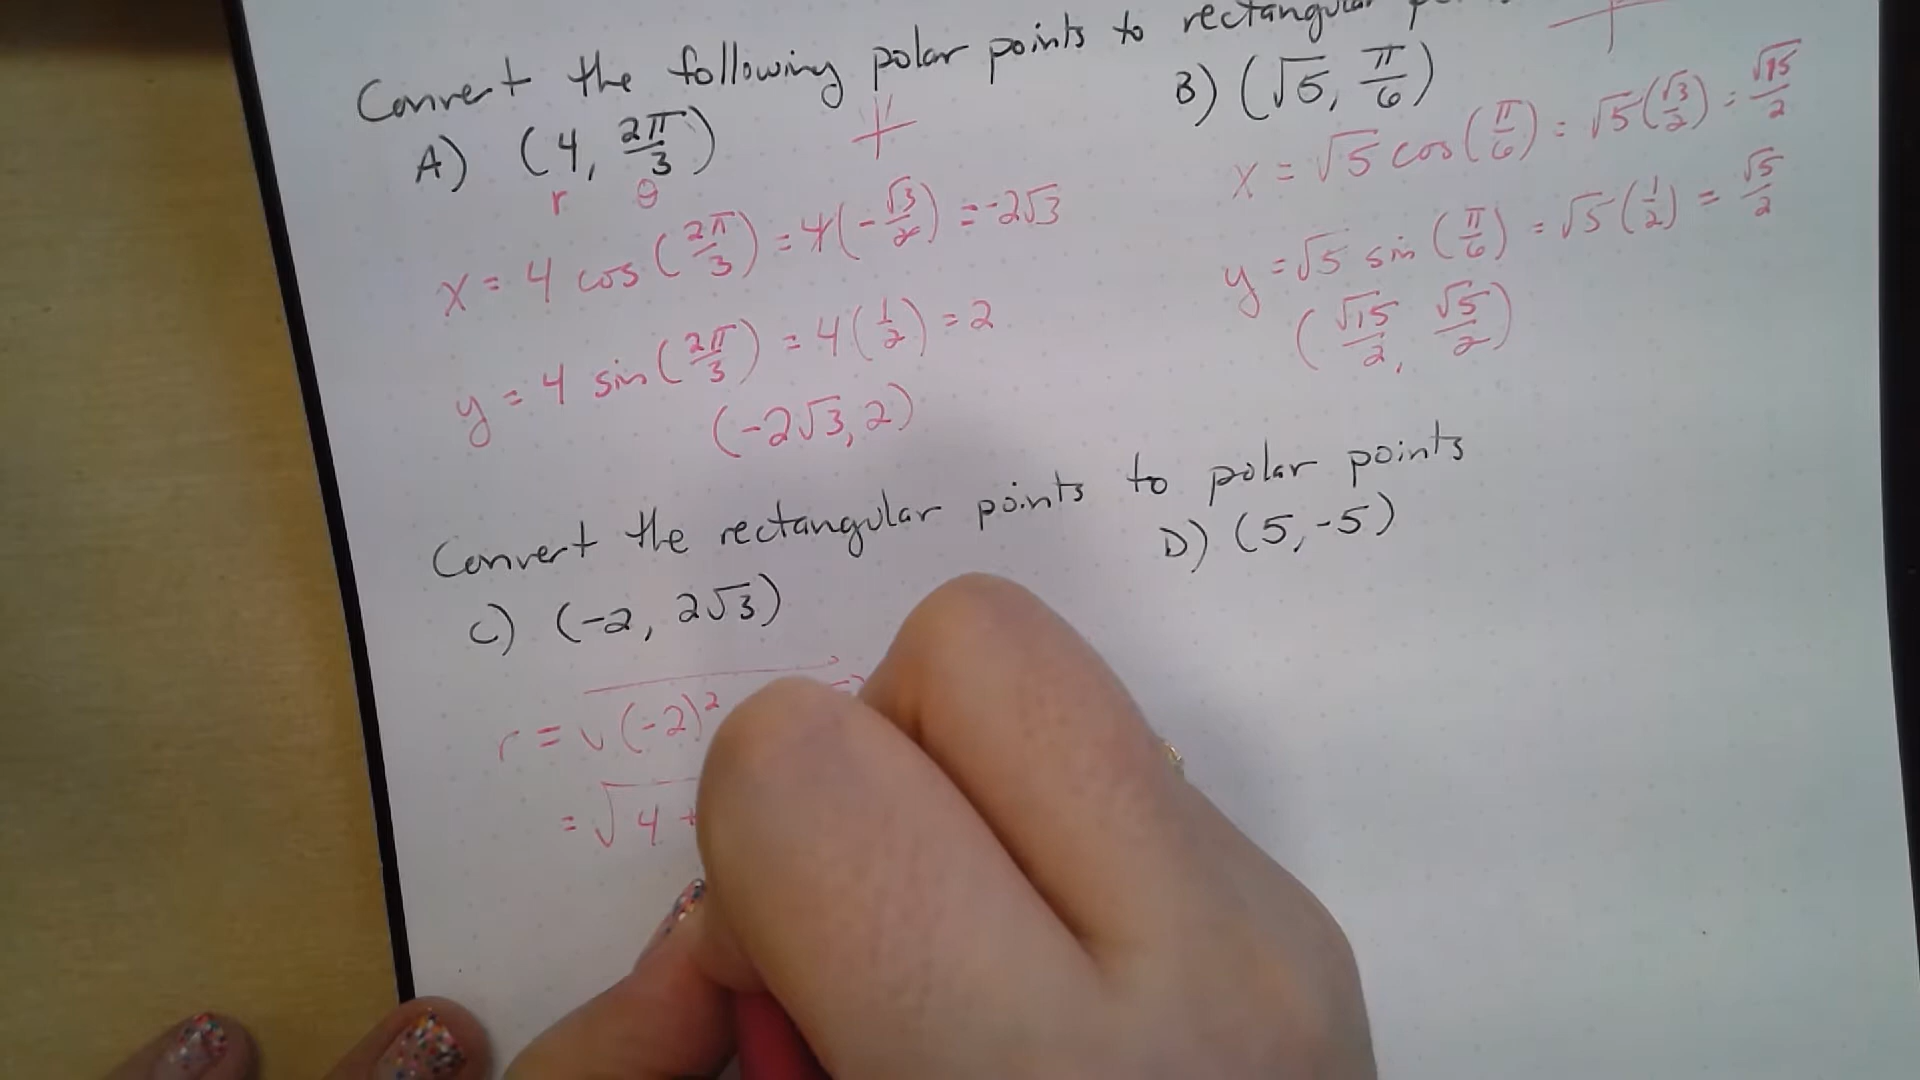 Convert the following polar points to rectangular
A) (4, 2π/3)
r θ
x = 4 cos(2π/3) = 4(-√3/2) = -2√3
y = 4 sin(2π/3) = 4(1/2) = 2
(-2√3, 2)
B) (√5, π/6)
x = √5 cos(π/6) = √5(√3/2) = √15/2
y = √5 sin(π/6) = √5(1/2) = √5/2
(√15/2, √5/2)
Convert the rectangular points to polar points
C) (-2, 2√3)
r = √(-2)²
= √4 +
D) (5, -5)